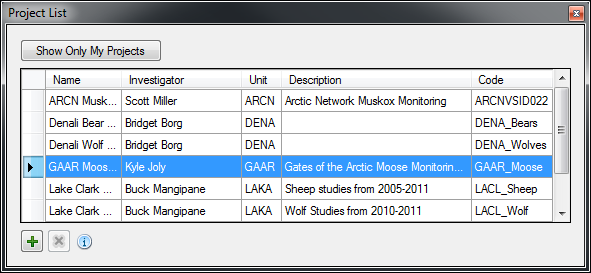 Project List
Show Only My Projects
Name Investigator Unit Description Code
ARCN Musk... Scott Miller ARCN Arctic Network Muskox Monitoring ARCNVSID022
Denali Bear ... Bridget Borg DENA DENA_Bears
Denali Wolf ... Bridget Borg DENA DENA_Wolves
GAAR Moos... Kyle Joly GAAR Gates of the Arctic Moose Monitorin... GAAR_Moose
Lake Clark ... Buck Mangipane LAKA Sheep studies from 2005-2011 LACL_Sheep
Lake Clark ... Buck Mangipane LAKA Wolf Studies from 2010-2011 LACL_Wolf